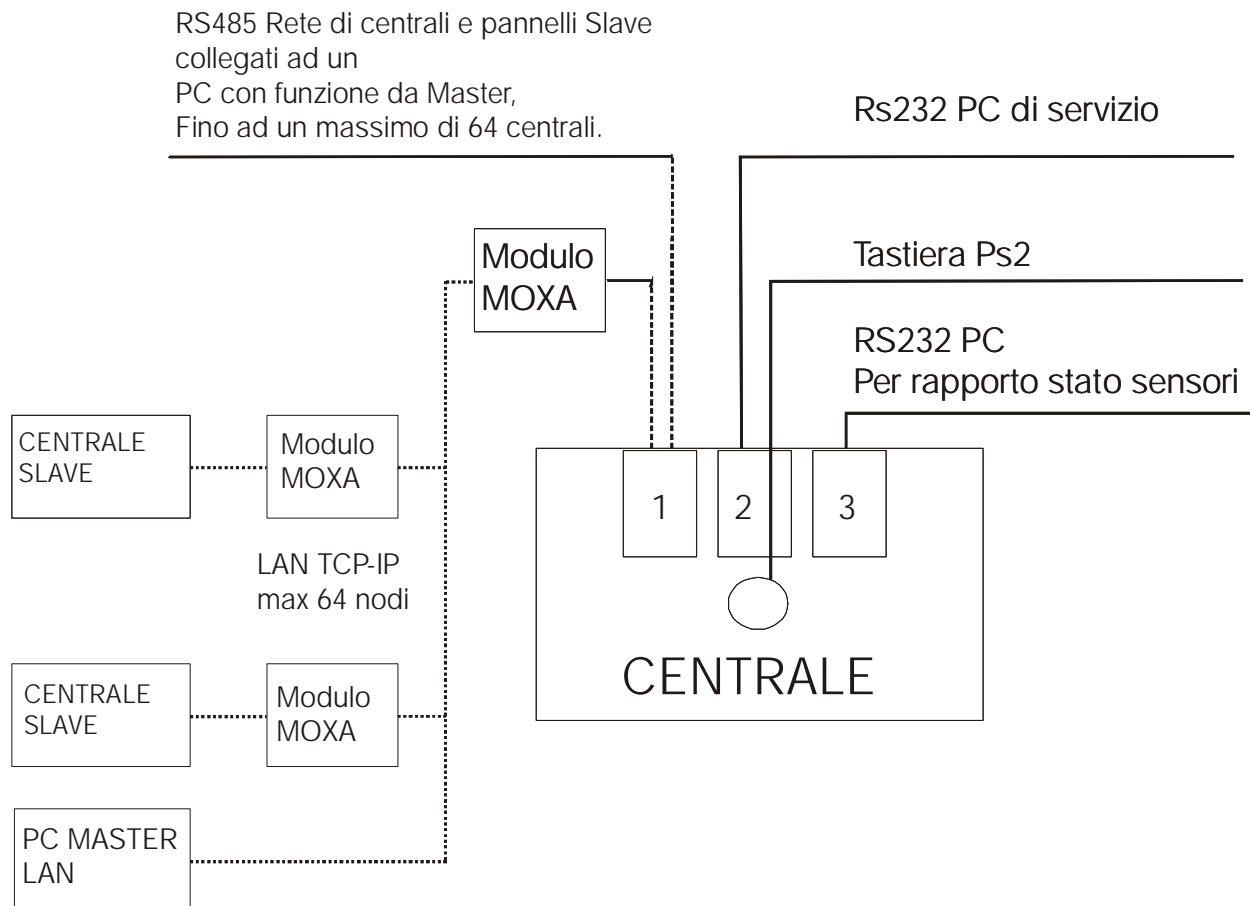 RS485 Rete di centrali e pannelli Slave
collegati ad un
PC con funzione da Master,
Fino ad un massimo di 64 centrali.
Rs232 PC di servizio
Modulo
MOXA
Tastiera Ps2
RS232 PC
Per rapporto stato sensori
CENTRALE
SLAVE
Modulo
MOXA
1
2
3
LAN TCP-IP
max 64 nodi
CENTRALE
CENTRALE
SLAVE
Modulo
MOXA
PC MASTER
LAN